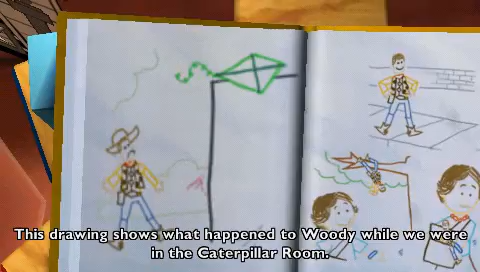 This drawing shows what happened to Woody while we were
in the Caterpillar Room.